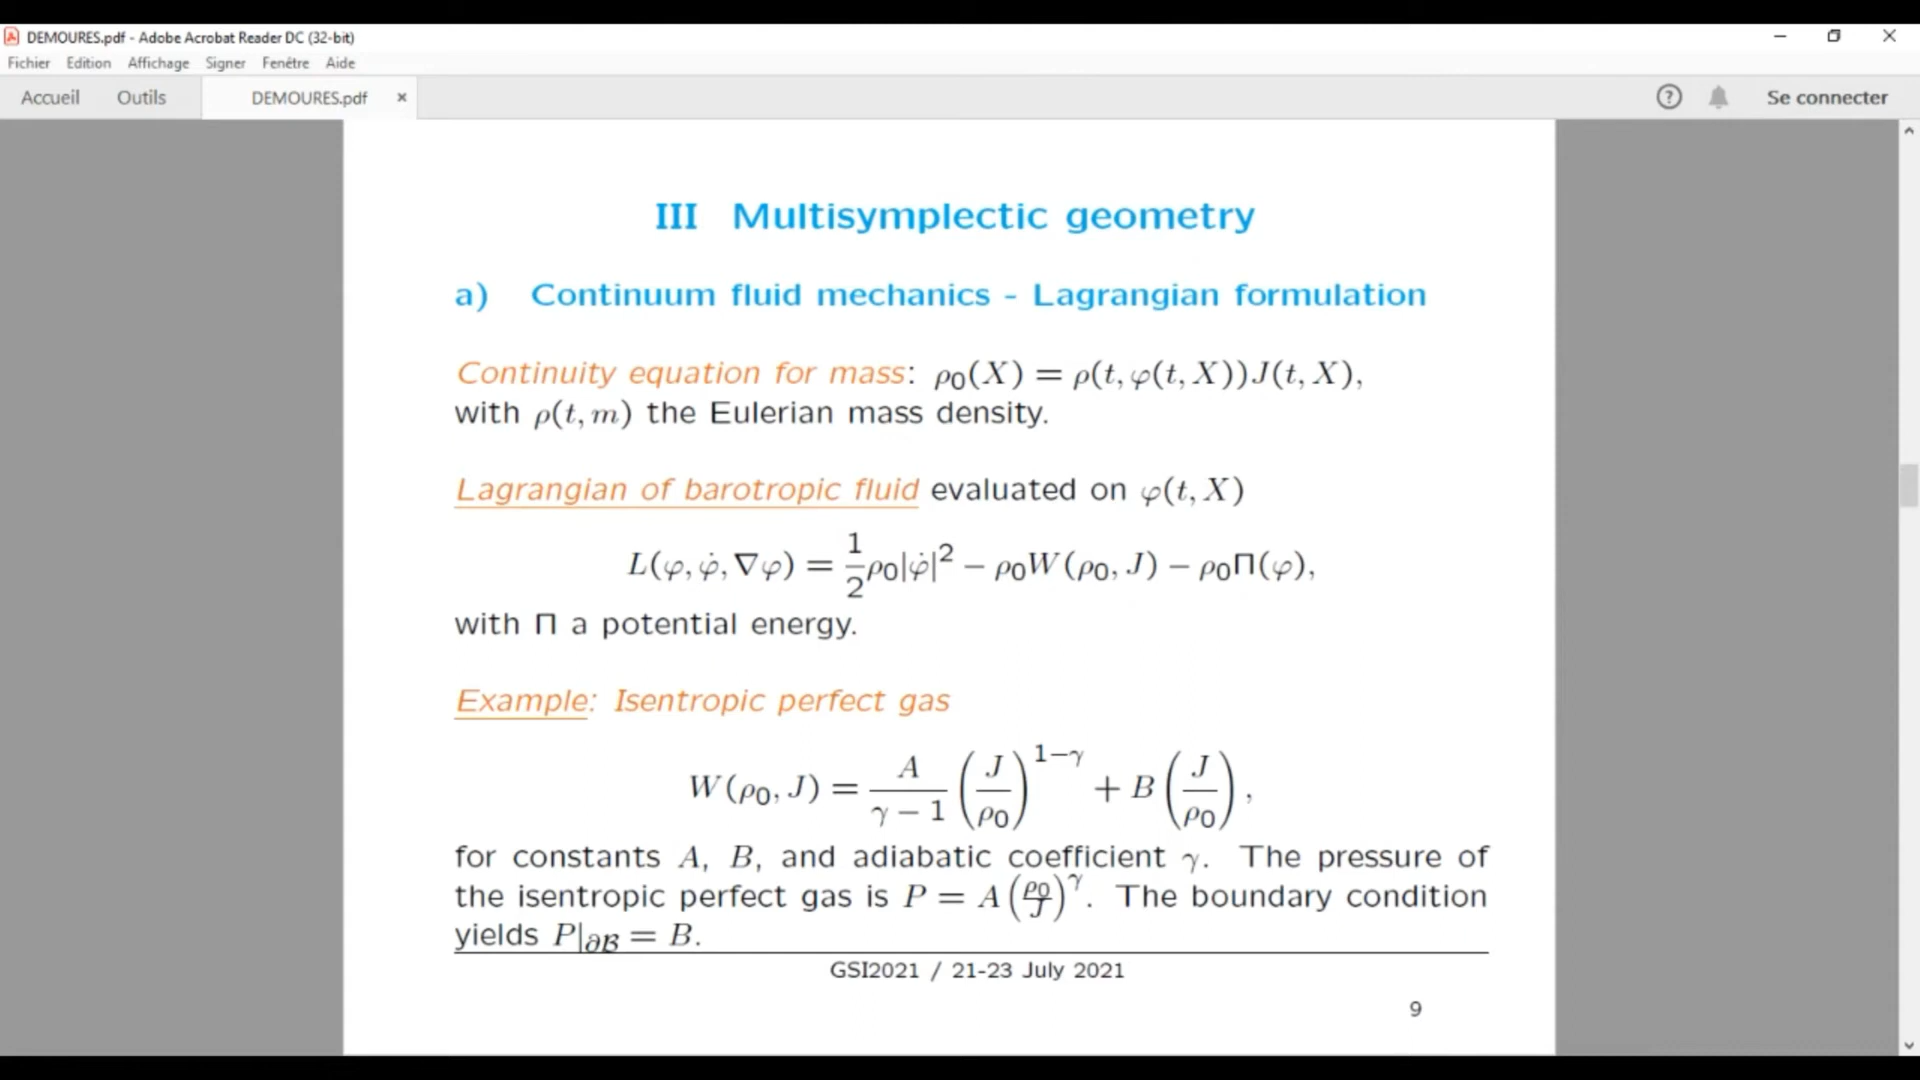 DEMOURES.pdf - Adobe Acrobat Reader DC (32-bit)
Fichier Edition Affichage Signer Fenêtre Aide
Accueil Outils DEMOURES.pdf × ? Se connecter
III Multisymplectic geometry
a) Continuum fluid mechanics - Lagrangian formulation
Continuity equation for mass: ρ₀(X) = ρ(t, φ(t, X))J(t, X),
with ρ(t, m) the Eulerian mass density.
Lagrangian of barotropic fluid evaluated on φ(t, X)
L(φ, φ̇, ∇φ) = 1/2 ρ₀|φ̇|² − ρ₀W(ρ₀, J) − ρ₀Π(φ),
with Π a potential energy.
Example: Isentropic perfect gas
W(ρ₀, J) = A/(γ − 1) (J/ρ₀)^{1−γ} + B (J/ρ₀),
for constants A, B, and adiabatic coefficient γ. The pressure of
the isentropic perfect gas is P = A(ρ₀/J)^γ. The boundary condition
yields P|∂ℬ = B.
GSI2021 / 21-23 July 2021
9